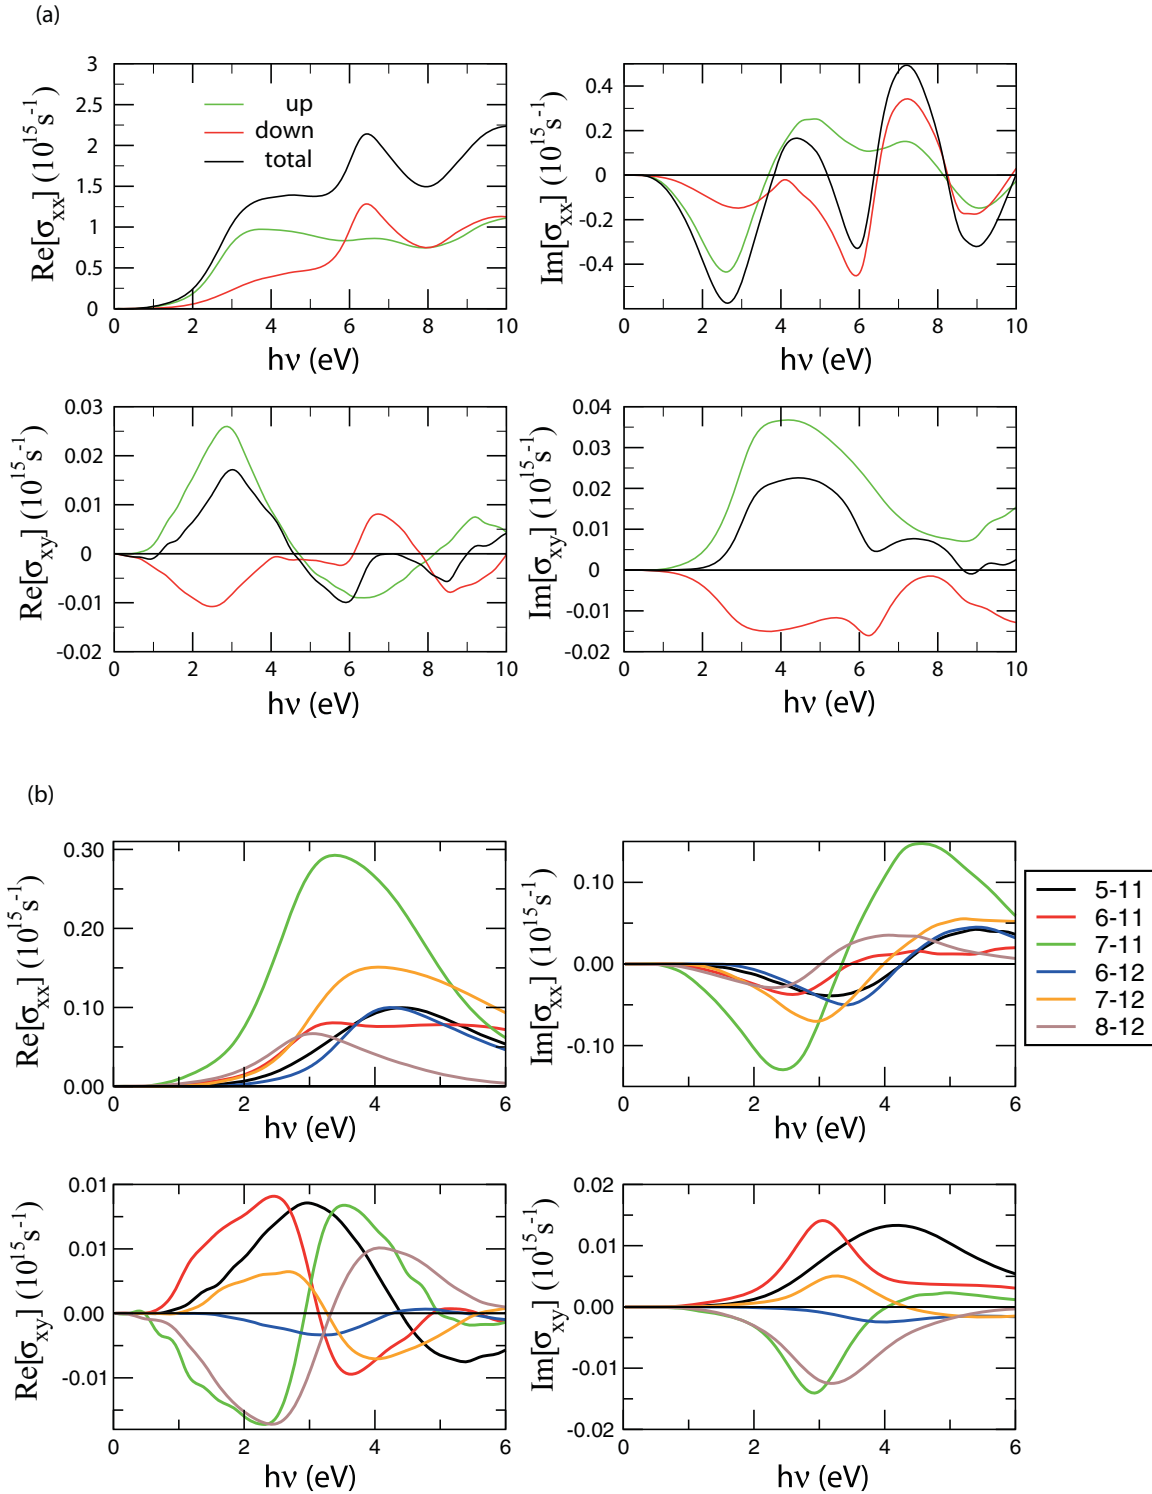 (a)
Re[σxx] (10^15 s^-1)
3
2.5
2
1.5
1
0.5
0
up
down
total
0 2 4 6 8 10
hν (eV)
Im[σxx] (10^15 s^-1)
0.4
0.2
0
-0.2
-0.4
0 2 4 6 8 10
hν (eV)
Re[σxy] (10^15 s^-1)
0.03
0.02
0.01
0
-0.01
-0.02
0 2 4 6 8 10
hν (eV)
Im[σxy] (10^15 s^-1)
0.04
0.03
0.02
0.01
0
-0.01
-0.02
0 2 4 6 8 10
hν (eV)
(b)
Re[σxx] (10^15 s^-1)
0.30
0.20
0.10
0.00
0 2 4 6
hν (eV)
Im[σxx] (10^15 s^-1)
0.10
0.00
-0.10
0 2 4 6
hν (eV)
5-11
6-11
7-11
6-12
7-12
8-12
Re[σxy] (10^15 s^-1)
0.01
0.01
0.00
-0.01
0 2 4 6
hν (eV)
Im[σxy] (10^15 s^-1)
0.02
0.01
0.00
-0.01
-0.02
0 2 4 6
hν (eV)